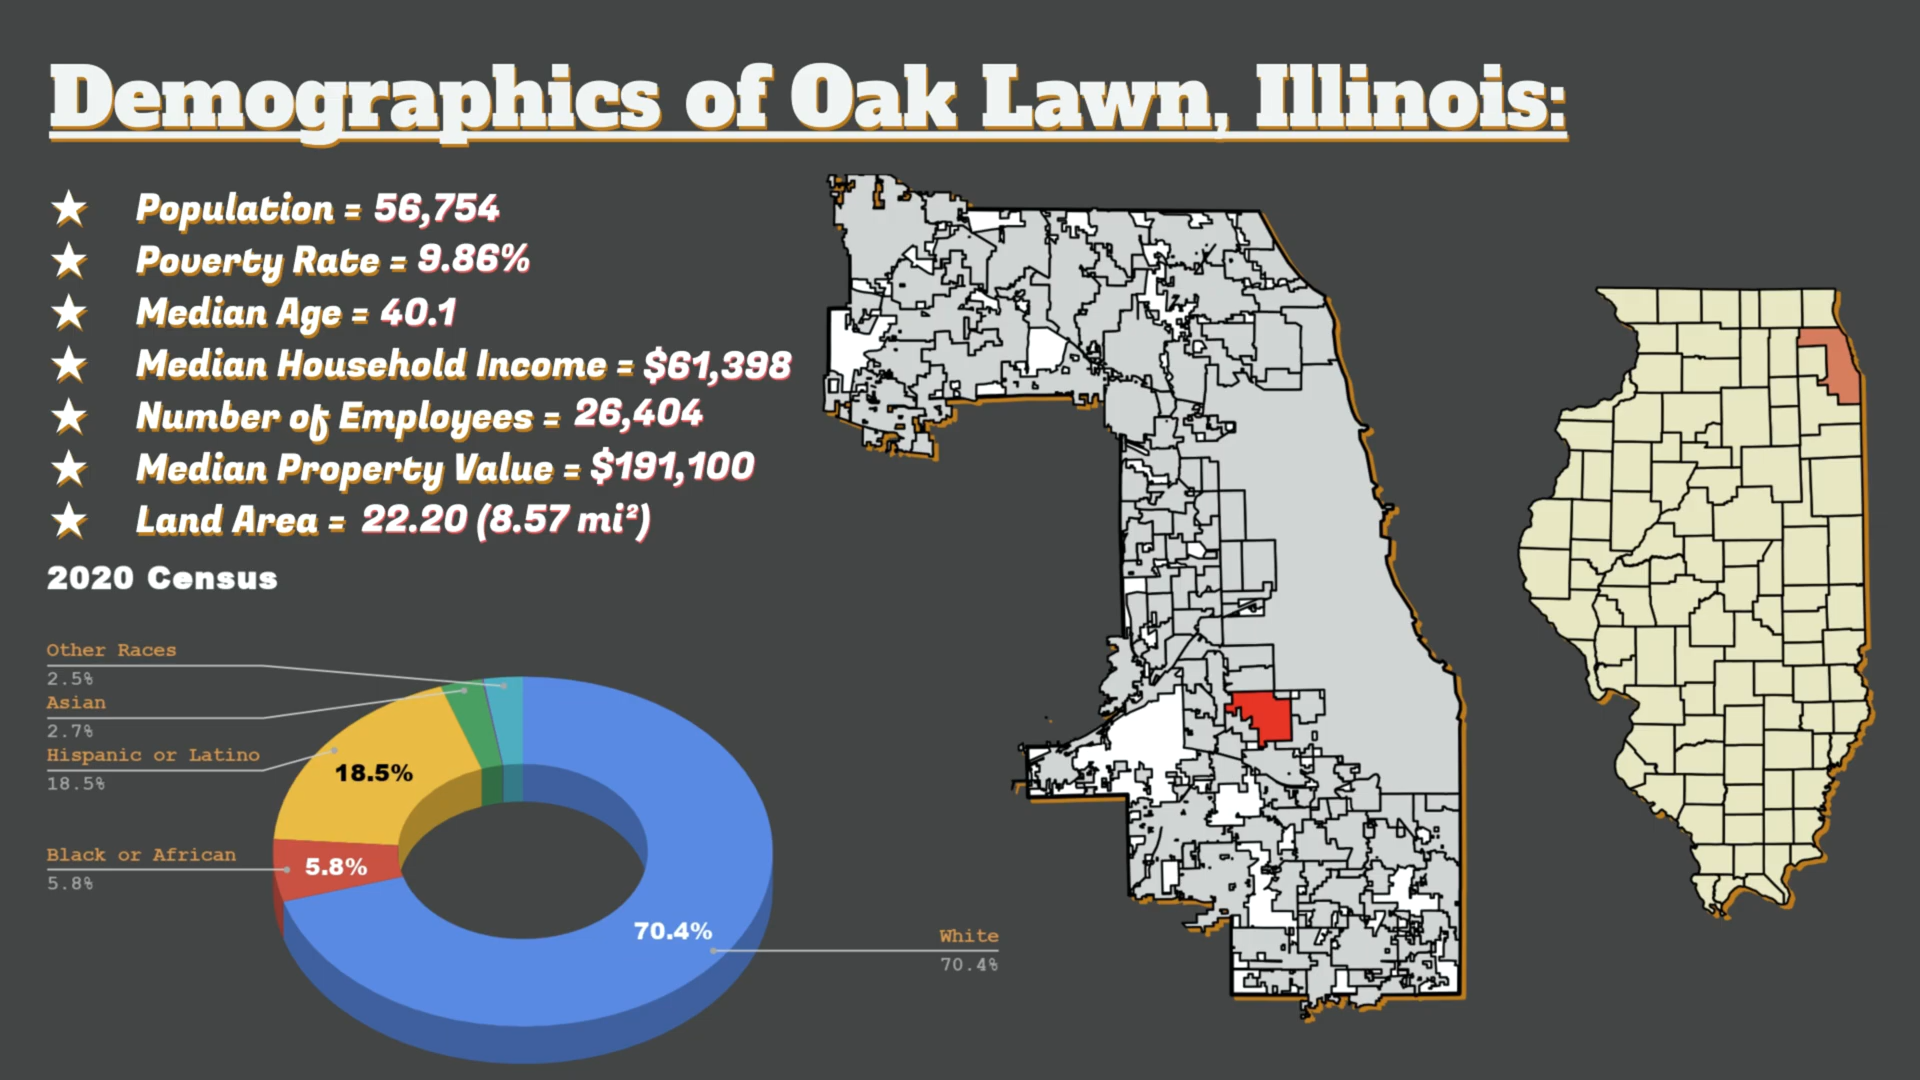 Demographics of Oak Lawn, Illinois:
★ Population = 56,754
★ Poverty Rate = 9.86%
★ Median Age = 40.1
★ Median Household Income = $61,398
★ Number of Employees = 26,404
★ Median Property Value = $191,100
★ Land Area = 22.20 (8.57 mi²)
2020 Census
Other Races
2.5%
Asian
2.7%
Hispanic or Latino
18.5%
18.5%
Black or African
5.8%
5.8%
70.4%
White
70.4%